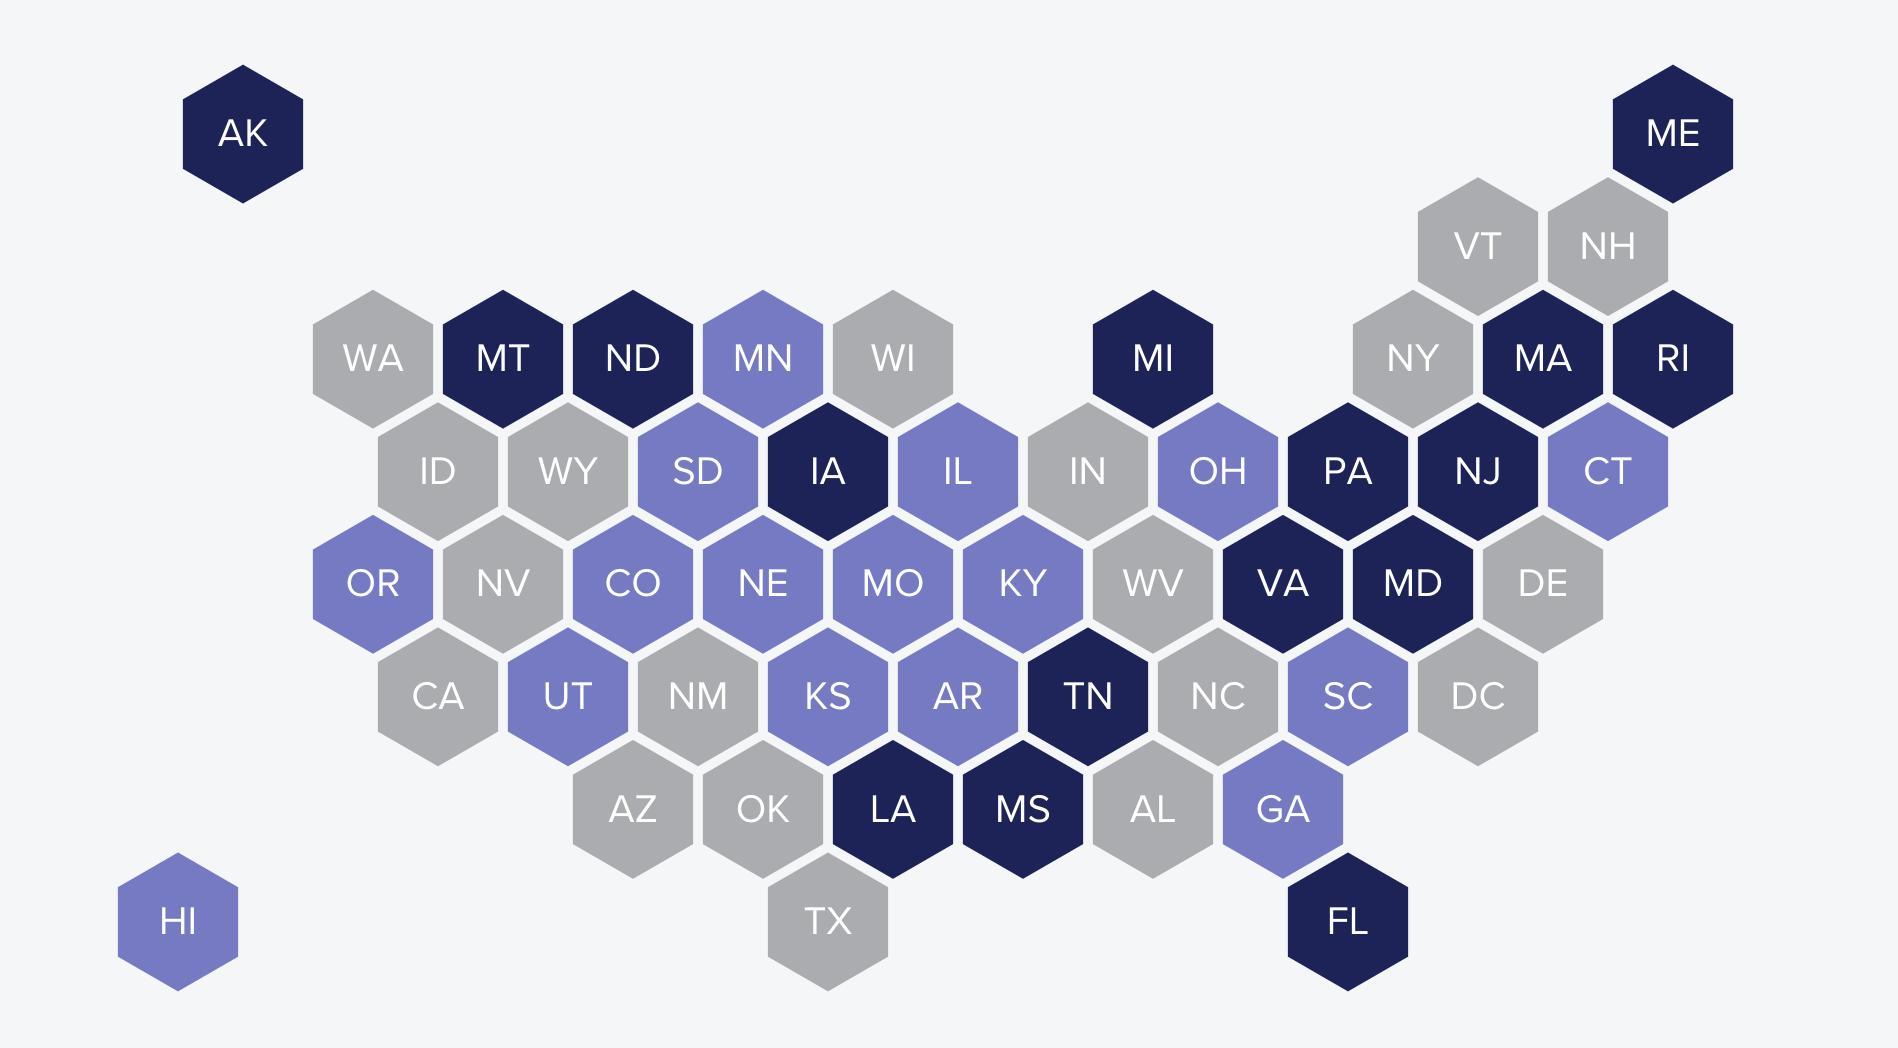 AK ME
VT NH
WA MT ND MN WI MI NY MA RI
ID WY SD IA IL IN OH PA NJ CT
OR NV CO NE MO KY WV VA MD DE
CA UT NM KS AR TN NC SC DC
AZ OK LA MS AL GA
HI TX FL